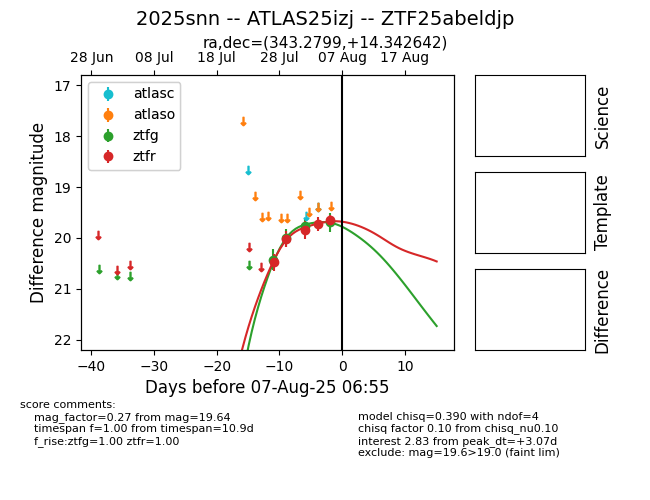 2025snn -- ATLAS25izj -- ZTF25abeldjp
ra,dec=(343.2799,+14.342642)
28 Jun 08 Jul 18 Jul 28 Jul 07 Aug 17 Aug
17
18
19
20
21
22
Difference magnitude
atlasc
atlaso
ztfg
ztfr
−40 −30 −20 −10 0 10
Days before 07-Aug-25 06:55
Science
Template
Difference
score comments:
mag_factor=0.27 from mag=19.64
timespan f=1.00 from timespan=10.9d
f_rise:ztfg=1.00 ztfr=1.00
model chisq=0.390 with ndof=4
chisq factor 0.10 from chisq_nu0.10
interest 2.83 from peak_dt=+3.07d
exclude: mag=19.6>19.0 (faint lim)